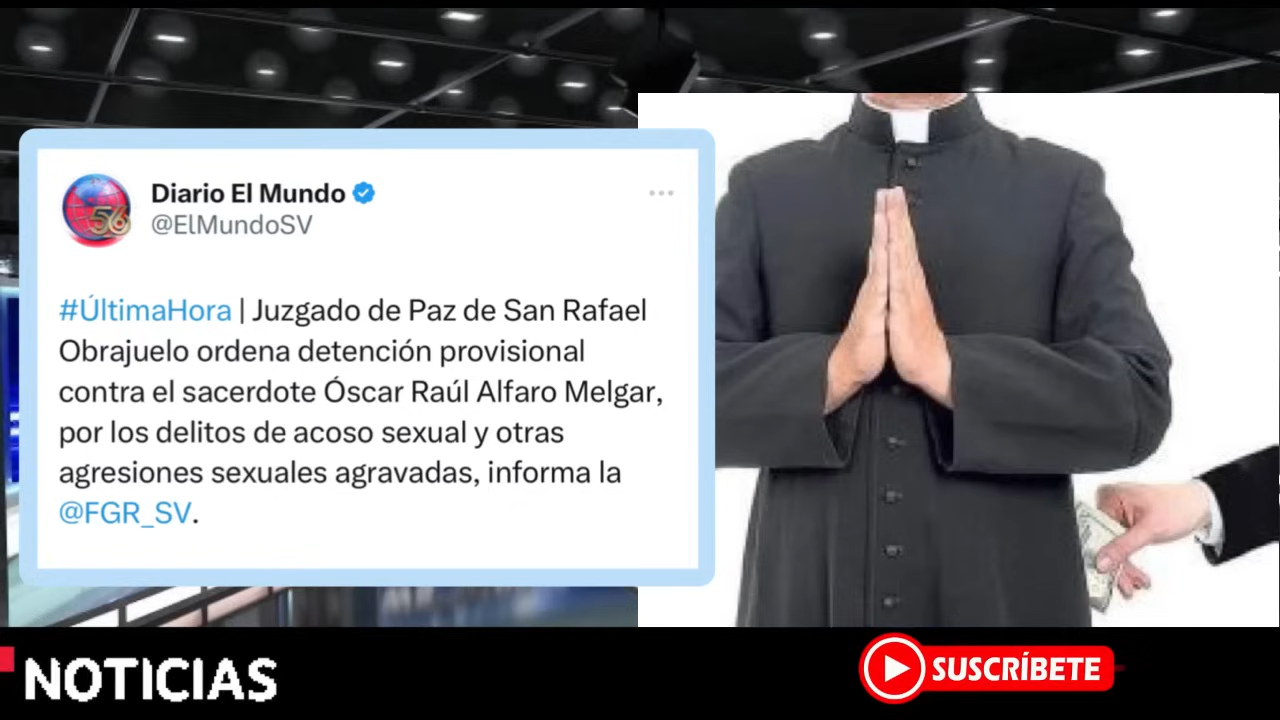 56
Diario El Mundo
@ElMundoSV
#ÚltimaHora | Juzgado de Paz de San Rafael
Obrajuelo ordena detención provisional
contra el sacerdote Óscar Raúl Alfaro Melgar,
por los delitos de acoso sexual y otras
agresiones sexuales agravadas, informa la
@FGR_SV.
NOTICIAS
SUSCRÍBETE